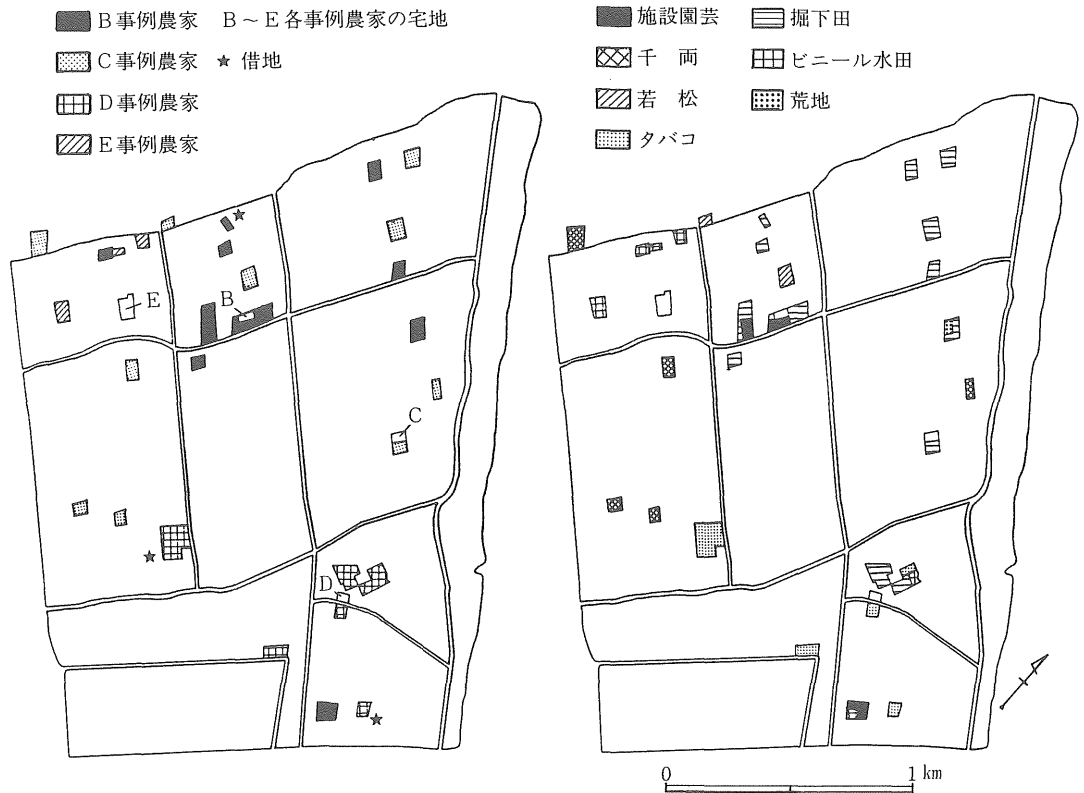 B事例農家 B～E各事例農家の宅地
C事例農家 ★ 借地
D事例農家
E事例農家
施設園芸 掘下田
千両 ビニール水田
若松 荒地
タバコ
E
B
C
D
0 1 km